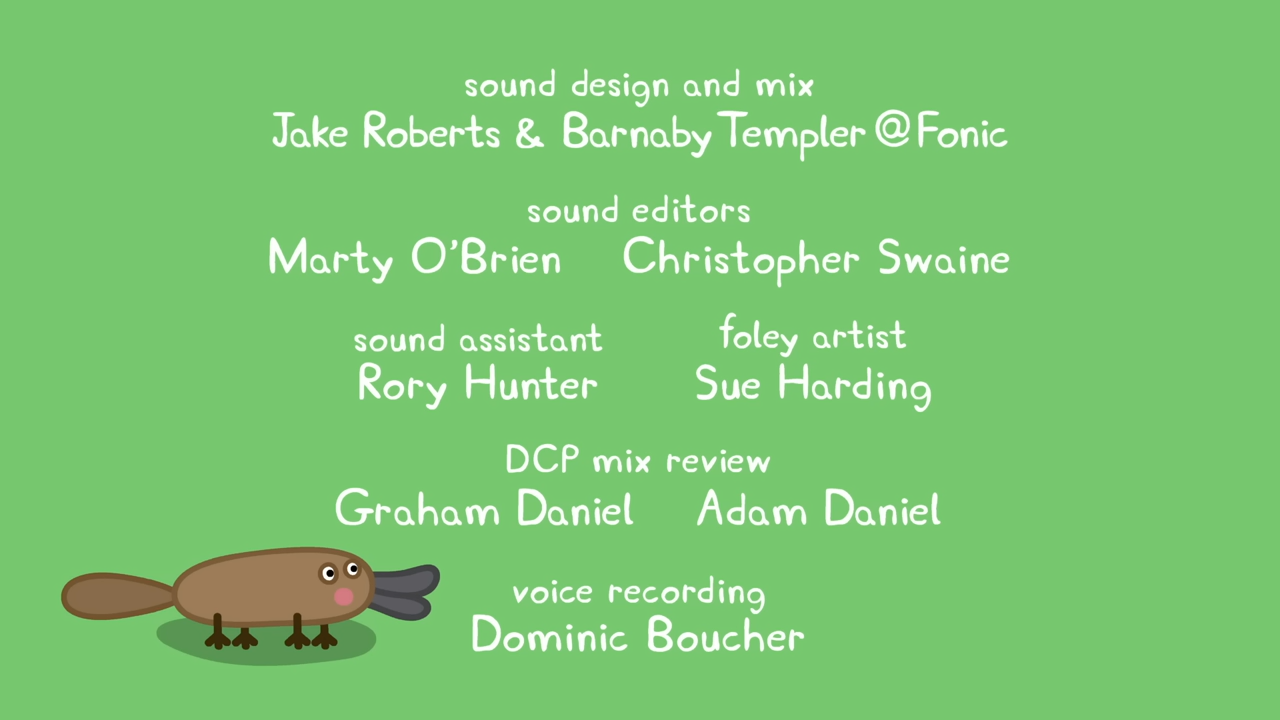 sound design and mix
Jake Roberts & Barnaby Templer @Fonic
sound editors
Marty O'Brien Christopher Swaine
sound assistant foley artist
Rory Hunter Sue Harding
DCP mix review
Graham Daniel Adam Daniel
voice recording
Dominic Boucher